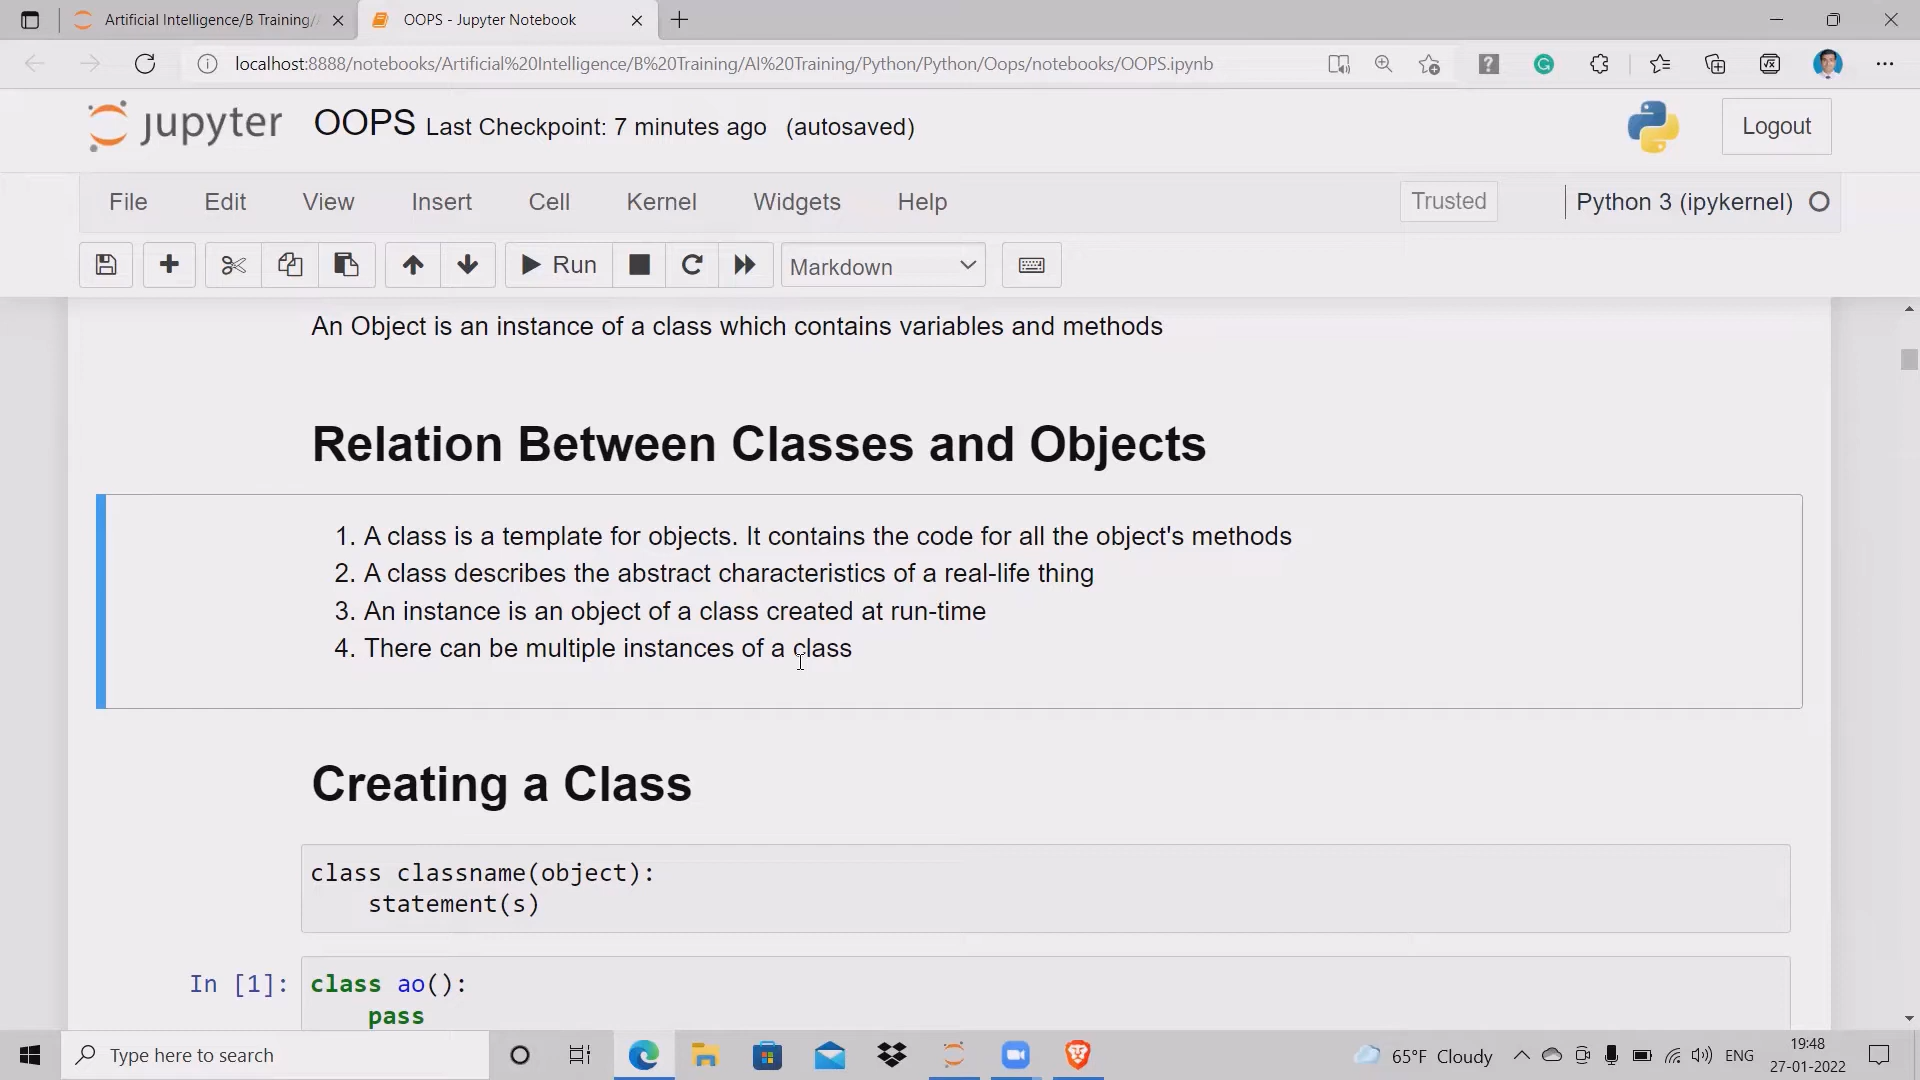 Artificial Intelligence/B Training/
OOPS - Jupyter Notebook
localhost:8888/notebooks/Artificial%20Intelligence/B%20Training/AI%20Training/Python/Python/Oops/notebooks/OOPS.ipynb
jupyter OOPS Last Checkpoint: 7 minutes ago (autosaved)
Logout
File Edit View Insert Cell Kernel Widgets Help
Trusted
Python 3 (ipykernel)
Run
Markdown
An Object is an instance of a class which contains variables and methods
Relation Between Classes and Objects
1. A class is a template for objects. It contains the code for all the object's methods
2. A class describes the abstract characteristics of a real-life thing
3. An instance is an object of a class created at run-time
4. There can be multiple instances of a class
Creating a Class
class classname(object):
statement(s)
In [1]: class ao():
pass
Type here to search
65°F Cloudy
ENG
19:48
27-01-2022